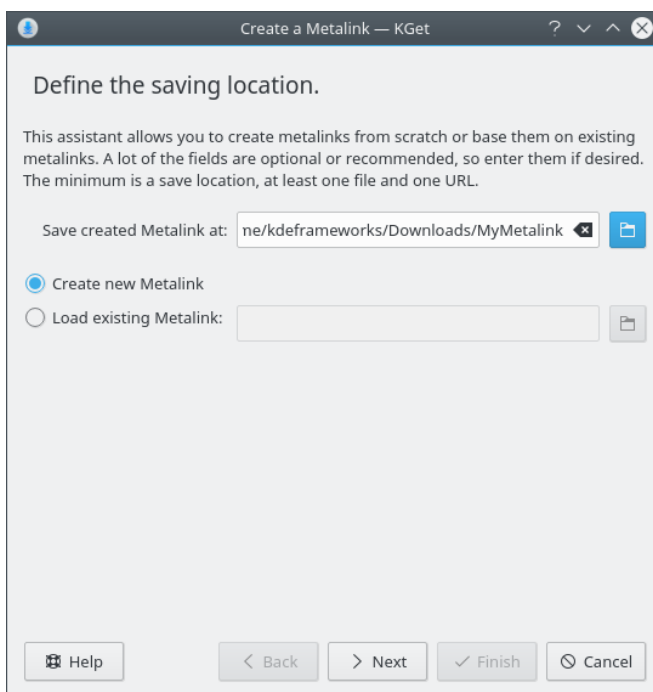 Create a Metalink — KGet
Define the saving location.
This assistant allows you to create metalinks from scratch or base them on existing
metalinks. A lot of the fields are optional or recommended, so enter them if desired.
The minimum is a save location, at least one file and one URL.
Save created Metalink at: ne/kdeframeworks/Downloads/MyMetalink
Create new Metalink
Load existing Metalink:
Help < Back > Next Finish Cancel